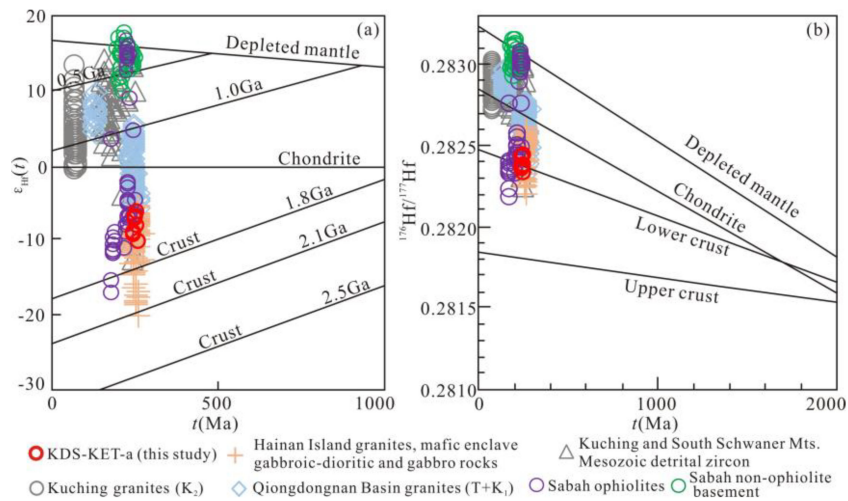 20
10
0
-10
-20
-30
εHf(t)
(a)
Depleted mantle
0.5Ga
1.0Ga
Chondrite
1.8Ga
Crust
2.1Ga
Crust
2.5Ga
Crust
0
500
1000
t(Ma)
(b)
0.2830
0.2825
0.2820
0.2815
0.2810
¹⁷⁶Hf/¹⁷⁷Hf
Depleted mantle
Chondrite
Lower crust
Upper crust
0
1000
2000
t(Ma)
KDS-KET-a (this study)
Hainan Island granites, mafic enclave
gabbroic-dioritic and gabbro rocks
Kuching and South Schwaner Mts.
Mesozoic detrital zircon
Kuching granites (K₂)
Qiongdongnan Basin granites (T+K₁)
Sabah ophiolites
Sabah non-ophiolite
basement